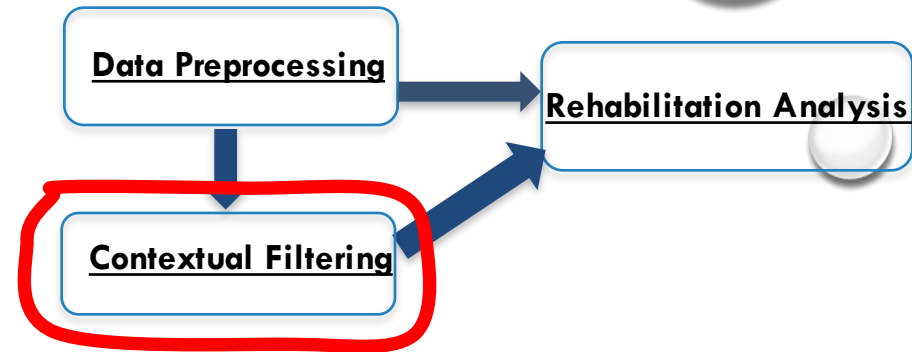 Data Preprocessing
Rehabilitation Analysis
Contextual Filtering